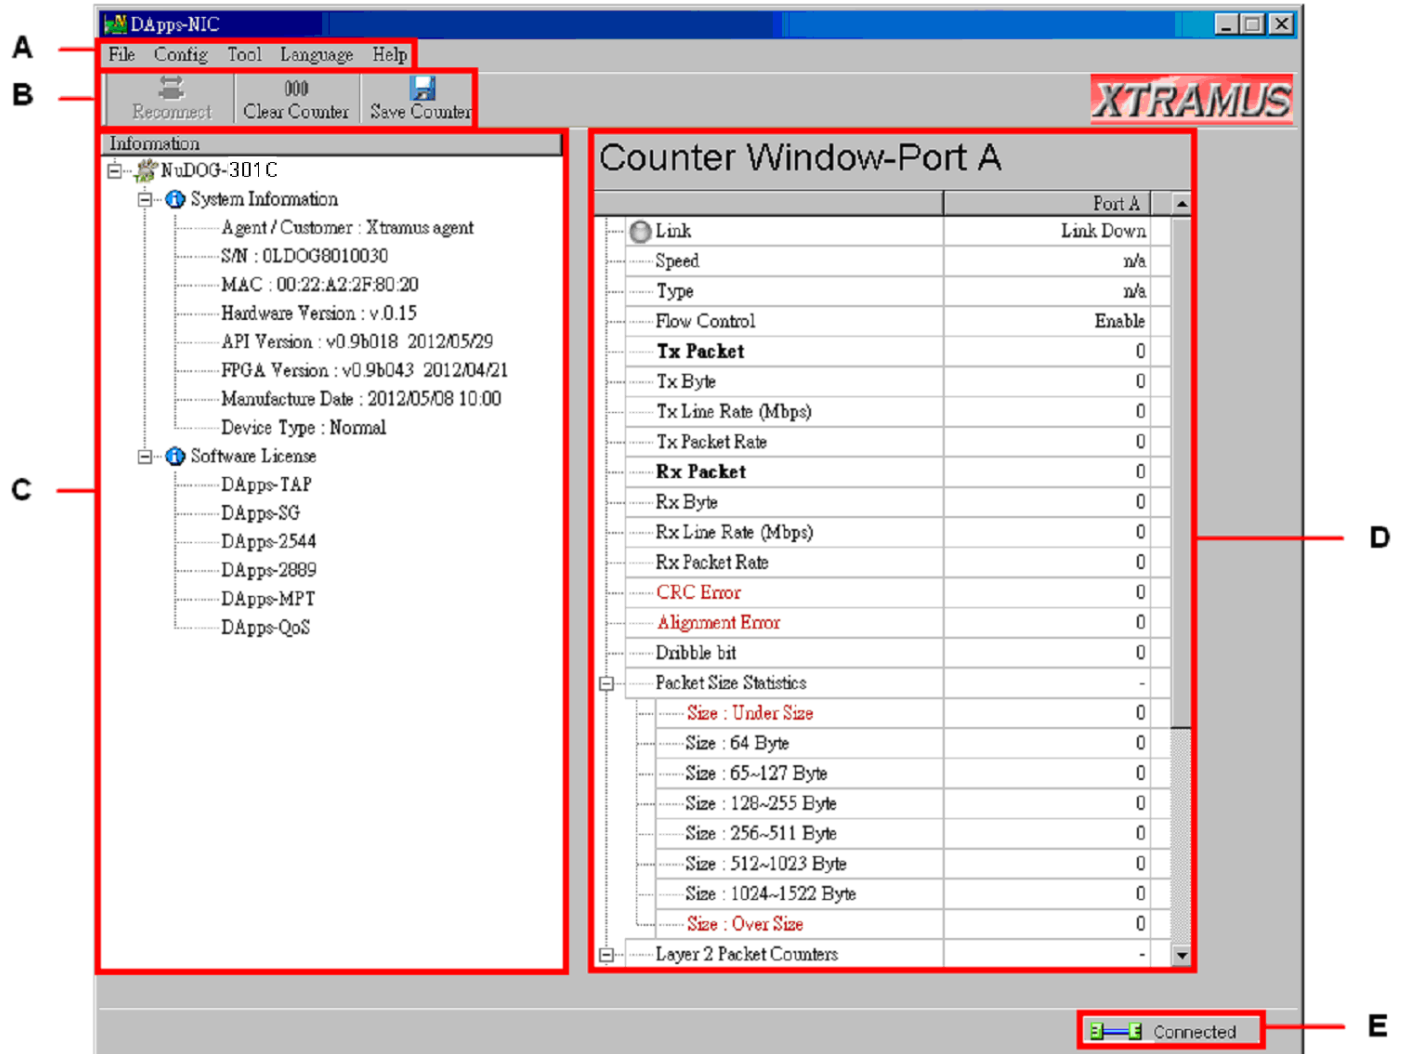 DApps-NIC
A
File Config Tool Language Help
B
Reconnect
000
Clear Counter
Save Counter
XTRAMUS
C
Information
NuDOG-301C
TAP
System Information
Agent / Customer : Xtramus agent
S/N : 0LDOG8010030
MAC : 00:22:A2:2F:80:20
Hardware Version : v.0.15
API Version : v0.9b018 2012/05/29
FPGA Version : v0.9b043 2012/04/21
Manufacture Date : 2012/05/08 10:00
Device Type : Normal
Software License
DApps-TAP
DApps-SG
DApps-2544
DApps-2889
DApps-MPT
DApps-QoS
D
Counter Window-Port A
Port A
Link Link Down
Speed n/a
Type n/a
Flow Control Enable
Tx Packet 0
Tx Byte 0
Tx Line Rate (Mbps) 0
Tx Packet Rate 0
Rx Packet 0
Rx Byte 0
Rx Line Rate (Mbps) 0
Rx Packet Rate 0
CRC Error 0
Alignment Error 0
Dribble bit 0
Packet Size Statistics -
Size : Under Size 0
Size : 64 Byte 0
Size : 65~127 Byte 0
Size : 128~255 Byte 0
Size : 256~511 Byte 0
Size : 512~1023 Byte 0
Size : 1024~1522 Byte 0
Size : Over Size 0
Layer 2 Packet Counters -
Connected
E